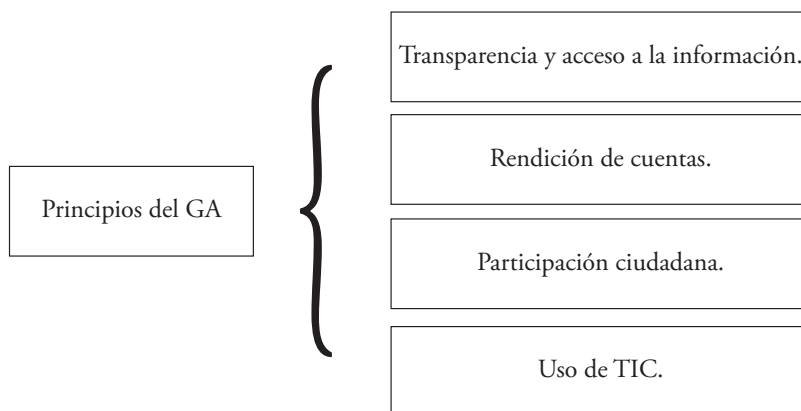 Transparencia y acceso a la información.
Rendición de cuentas.
Principios del GA
Participación ciudadana.
Uso de TIC.